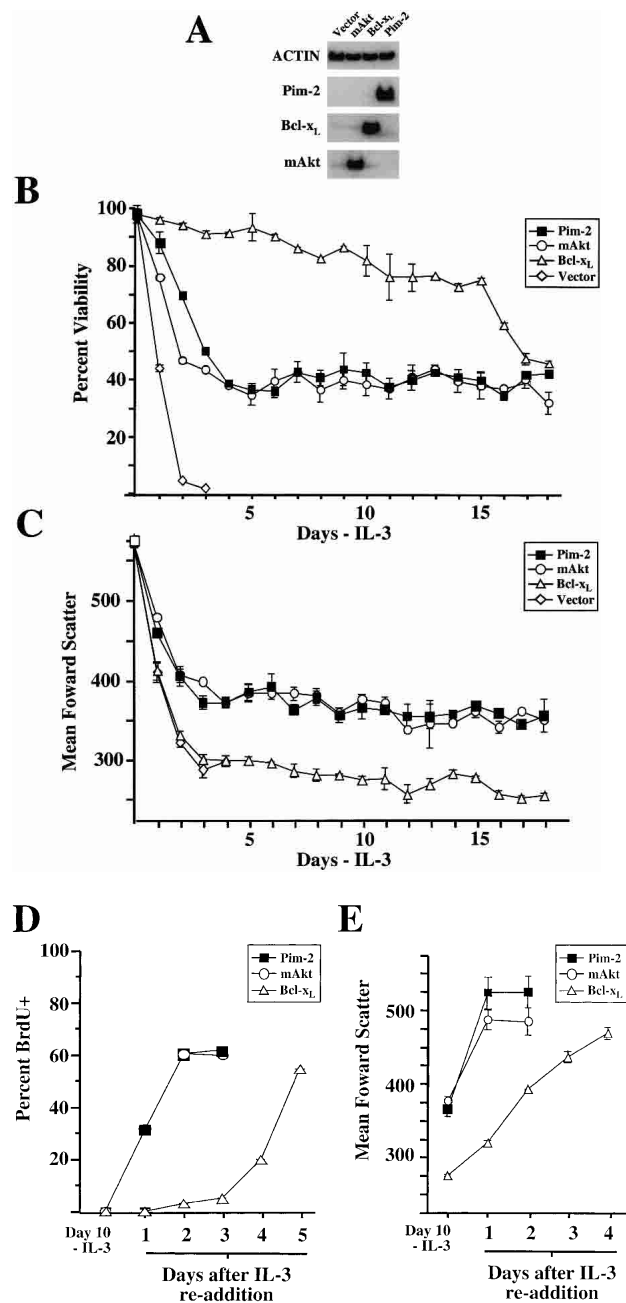 A
Vector
mAkt
Bcl-xL
Pim-2
ACTIN
Pim-2
Bcl-xL
mAkt
B
Percent Viability
100
80
60
40
20
5
10
15
Days - IL-3
Pim-2
mAkt
Bcl-xL
Vector
C
Mean Foward Scatter
500
400
300
5
10
15
Days - IL-3
Pim-2
mAkt
Bcl-xL
Vector
D
Percent BrdU+
100
80
60
40
20
Pim-2
mAkt
Bcl-xL
Day 10
- IL-3
1 2 3 4 5
Days after IL-3
re-addition
E
Mean Foward Scatter
500
400
300
Pim-2
mAkt
Bcl-xL
Day 10
- IL-3
1 2 3 4
Days after IL-3
re-addition